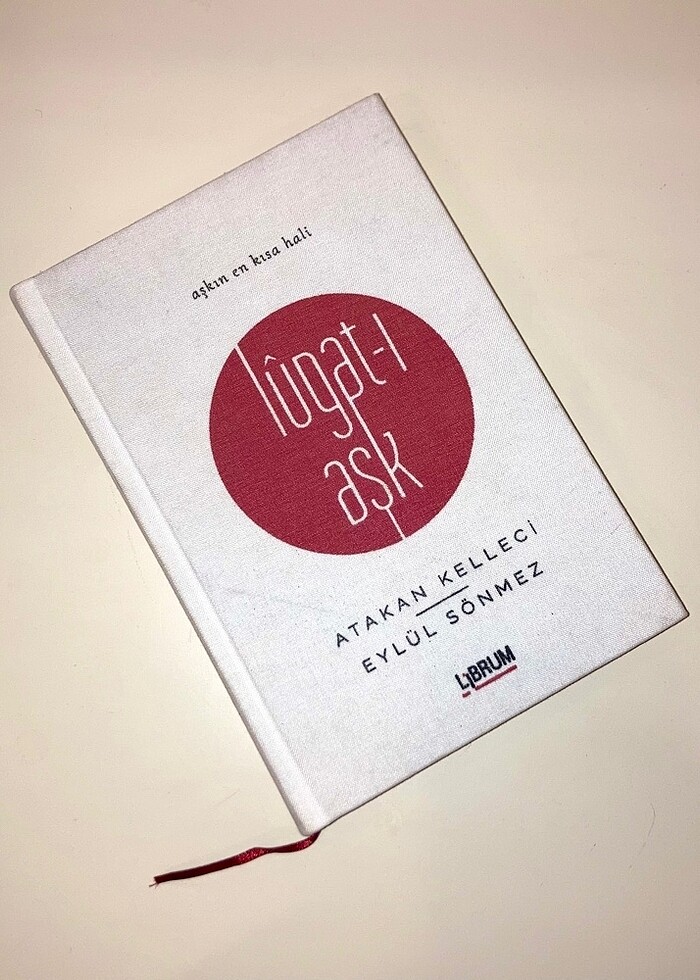 aşkın en kısa hali
lûgat-ı
aşk
ATAKAN KELLECİ
EYLÜL SÖNMEZ
LiBRUM